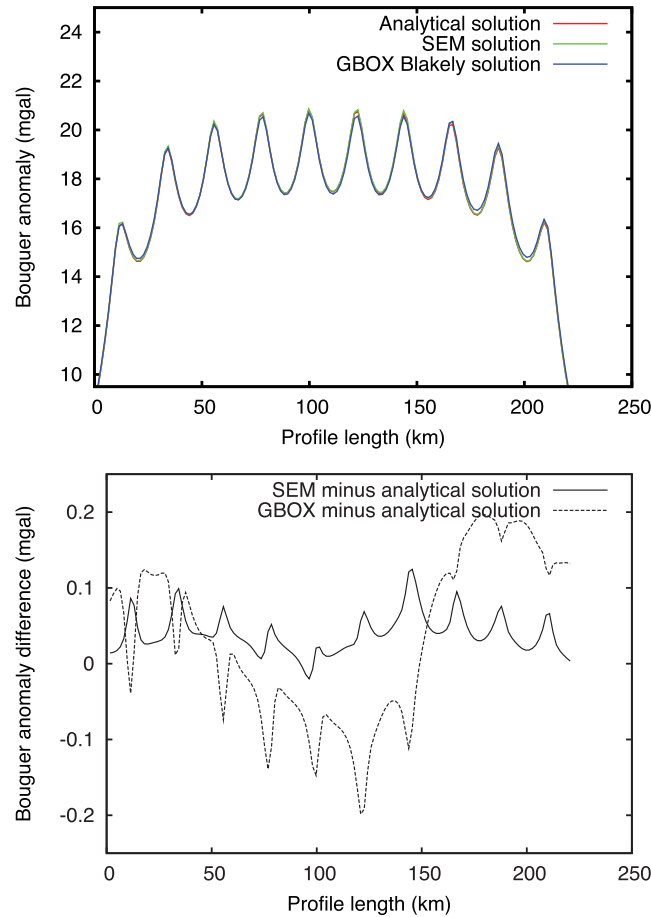 24
22
20
18
16
14
12
10
Bouguer anomaly (mgal)
Analytical solution
SEM solution
GBOX Blakely solution
0 50 100 150 200 250
Profile length (km)
0.2
0.1
0
-0.1
-0.2
Bouguer anomaly difference (mgal)
SEM minus analytical solution
GBOX minus analytical solution
0 50 100 150 200 250
Profile length (km)